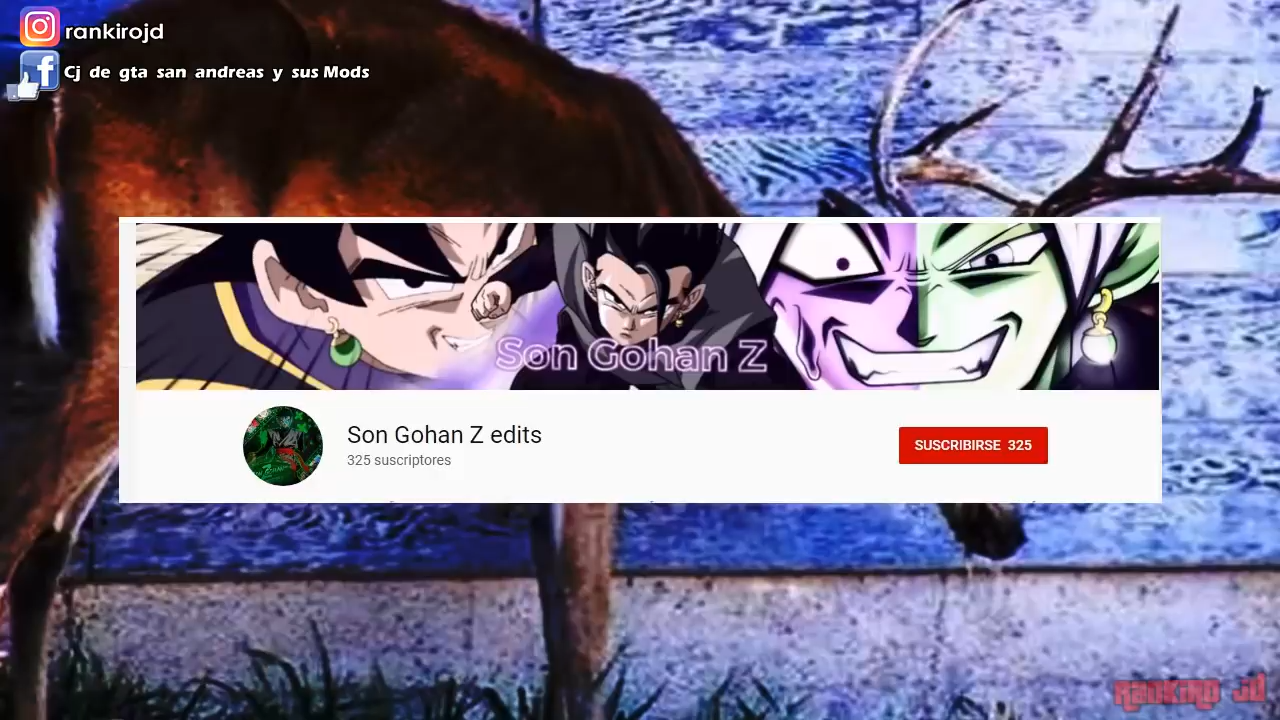 rankirojd
Cj de gta san andreas y sus Mods
Son Gohan Z
Son Gohan Z edits
325 suscriptores
SUSCRIBIRSE 325
Rankiro Jd